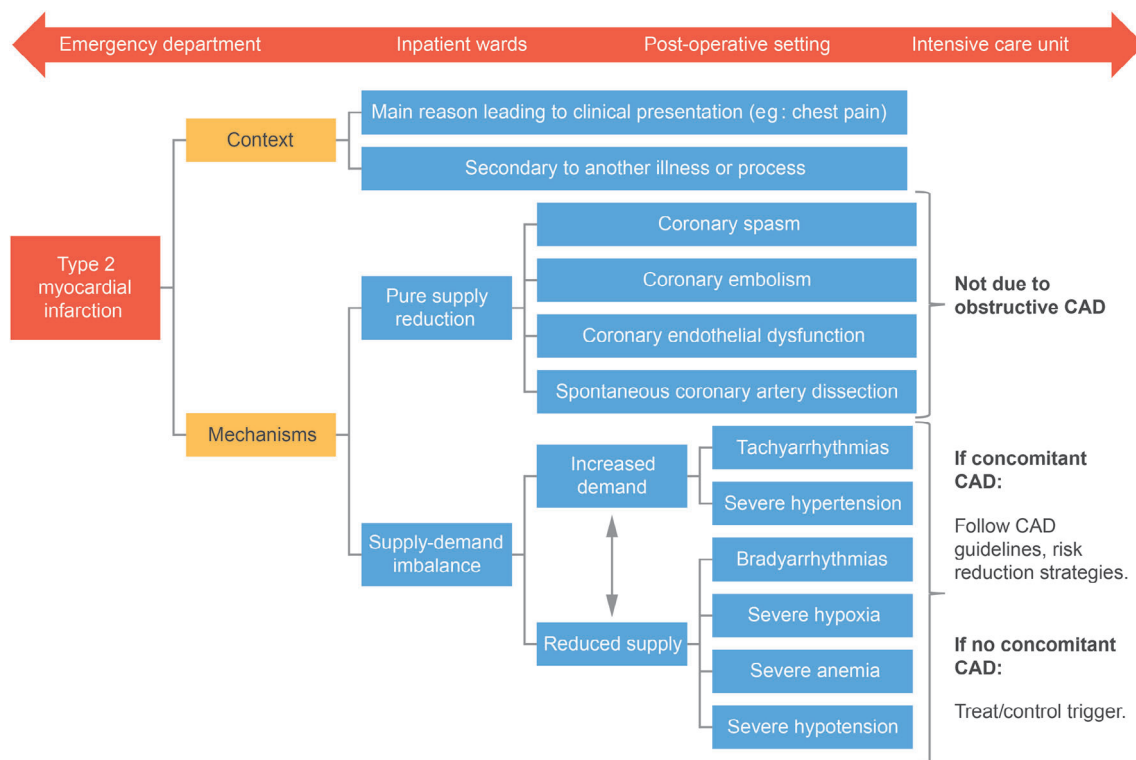 Emergency department
Inpatient wards
Post-operative setting
Intensive care unit
Main reason leading to clinical presentation (eg: chest pain)
Context
Secondary to another illness or process
Type 2
myocardial
infarction
Coronary spasm
Coronary embolism
Pure supply
reduction
Coronary endothelial dysfunction
Spontaneous coronary artery dissection
Not due to
obstructive CAD
Mechanisms
Tachyarrhythmias
Increased
demand
Severe hypertension
Supply-demand
imbalance
Bradyarrhythmias
Severe hypoxia
Reduced supply
Severe anemia
Severe hypotension
If concomitant
CAD:
Follow CAD
guidelines, risk
reduction strategies.
If no concomitant
CAD:
Treat/control trigger.